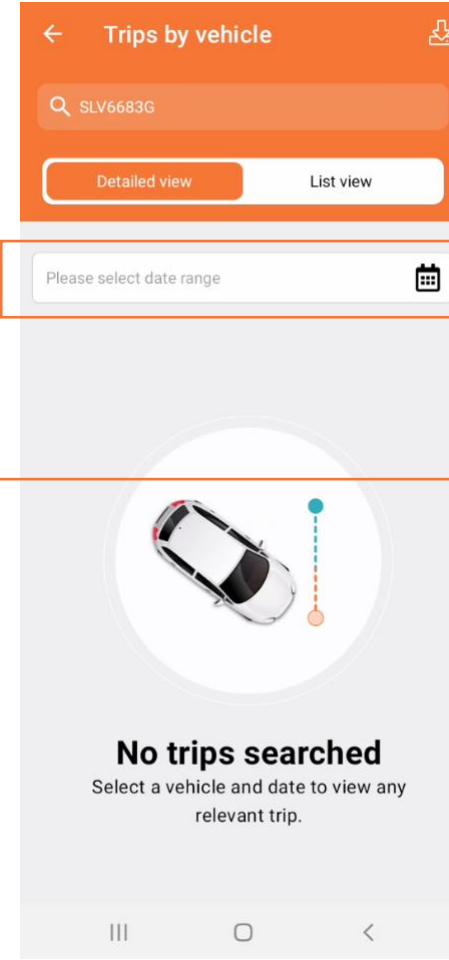 Trips by vehicle
SLV6683G
Detailed view
List view
Please select date range
No trips searched
Select a vehicle and date to view any
relevant trip.